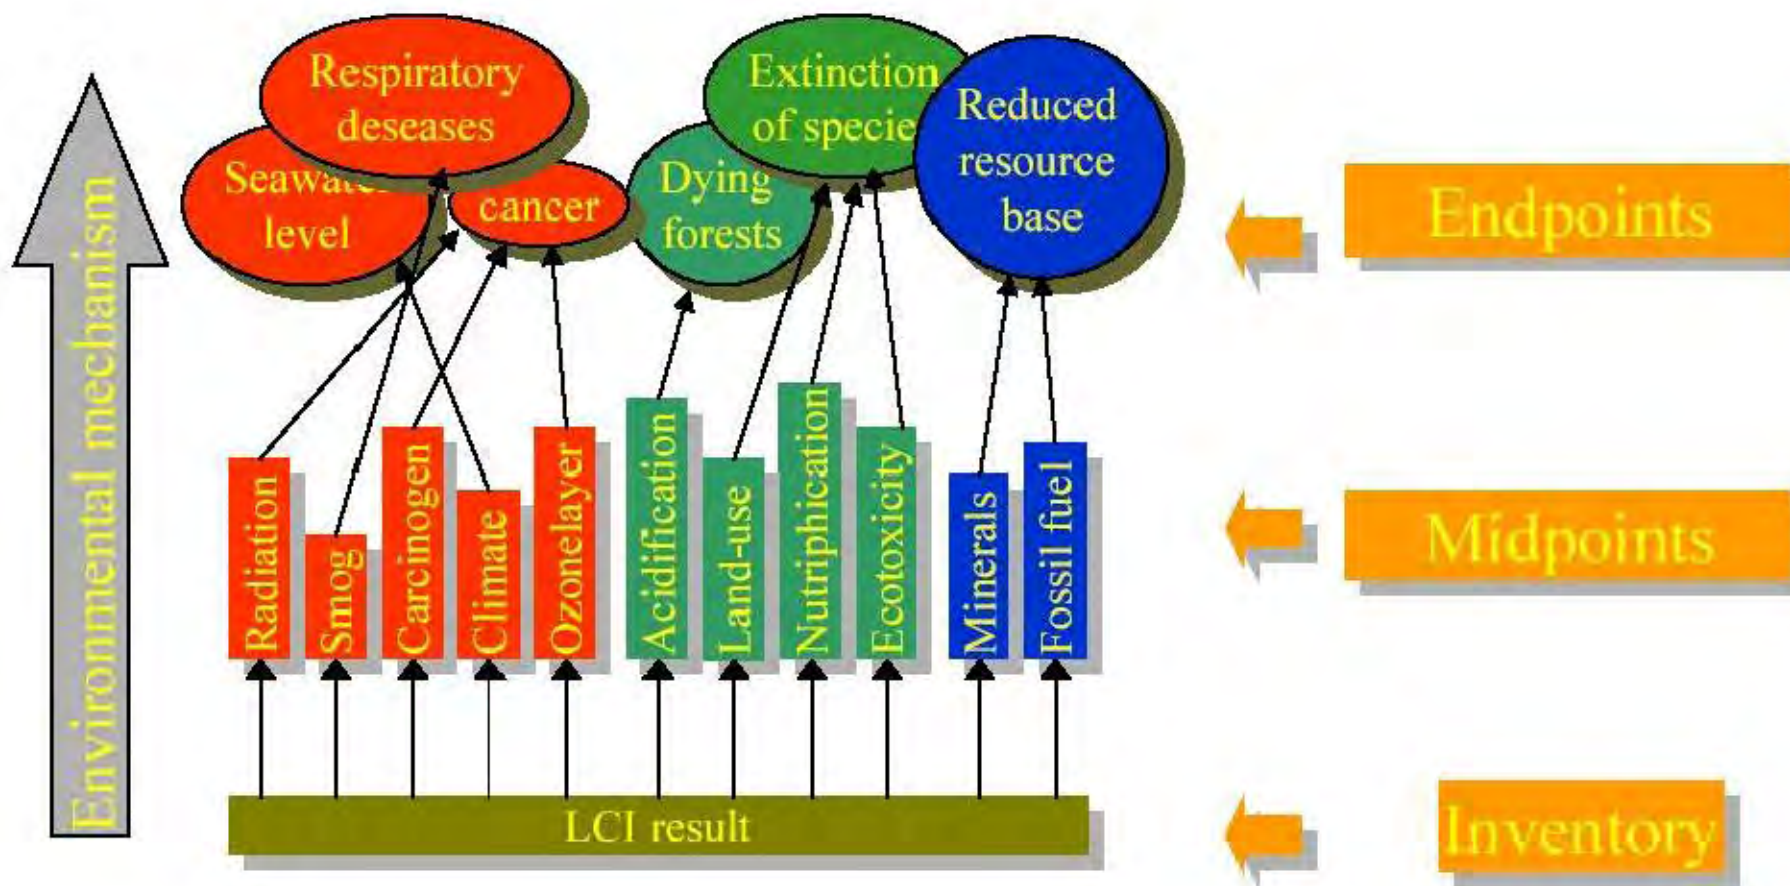 Respiratory
deseases
Seawater
level
cancer
Dying
forests
Extinction
of specie
Reduced
resource
base
Endpoints
Environmental mechanism
Radiation
Smog
Carcinogen
Climate
Ozonelayer
Acidification
Land-use
Nutriphication
Ecotoxicity
Minerals
Fossil fuel
Midpoints
LCI result
Inventory